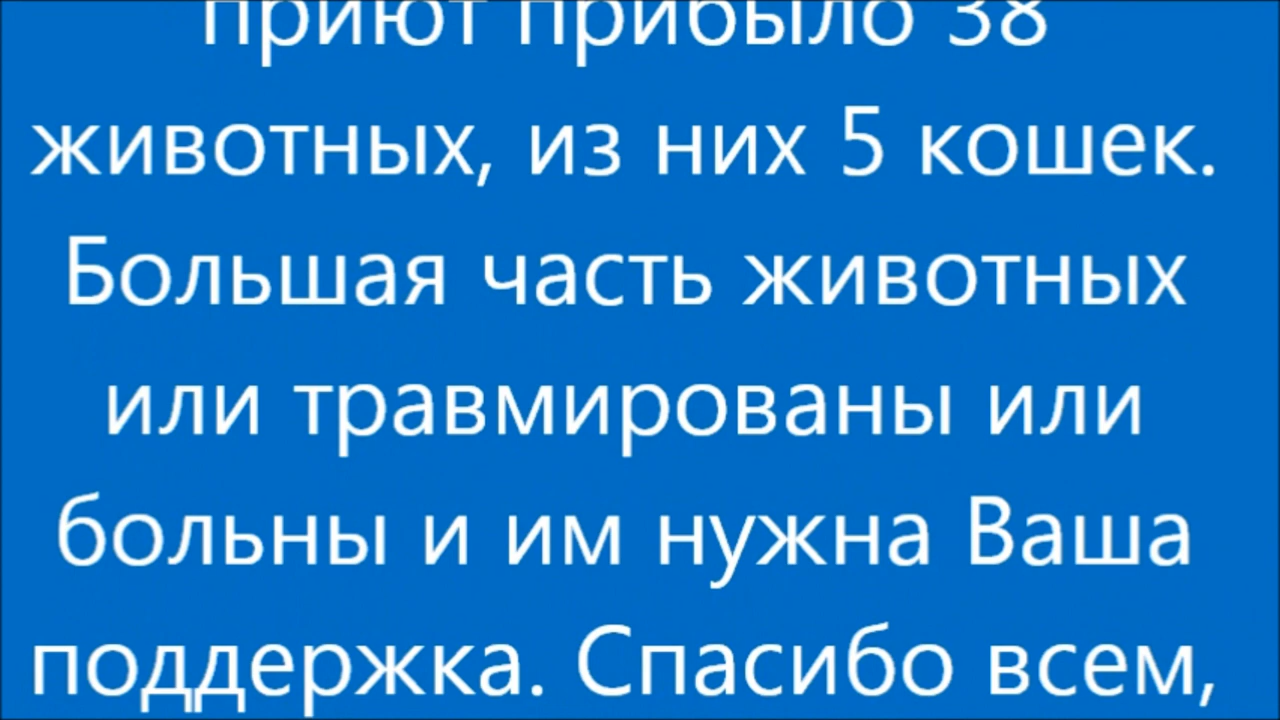 приют прибыло 38
животных, из них 5 кошек.
Большая часть животных
или травмированы или
больны и им нужна Ваша
поддержка. Спасибо всем,